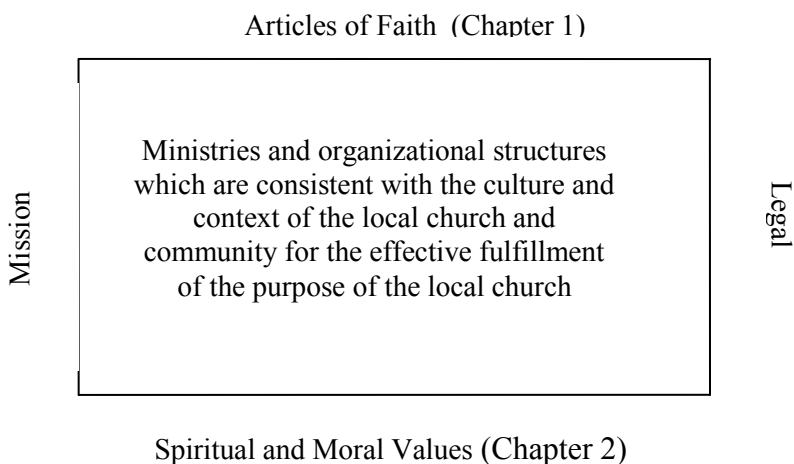 Articles of Faith (Chapter 1)
Mission
Ministries and organizational structures
which are consistent with the culture and
context of the local church and
community for the effective fulfillment
of the purpose of the local church
Legal
Spiritual and Moral Values (Chapter 2)